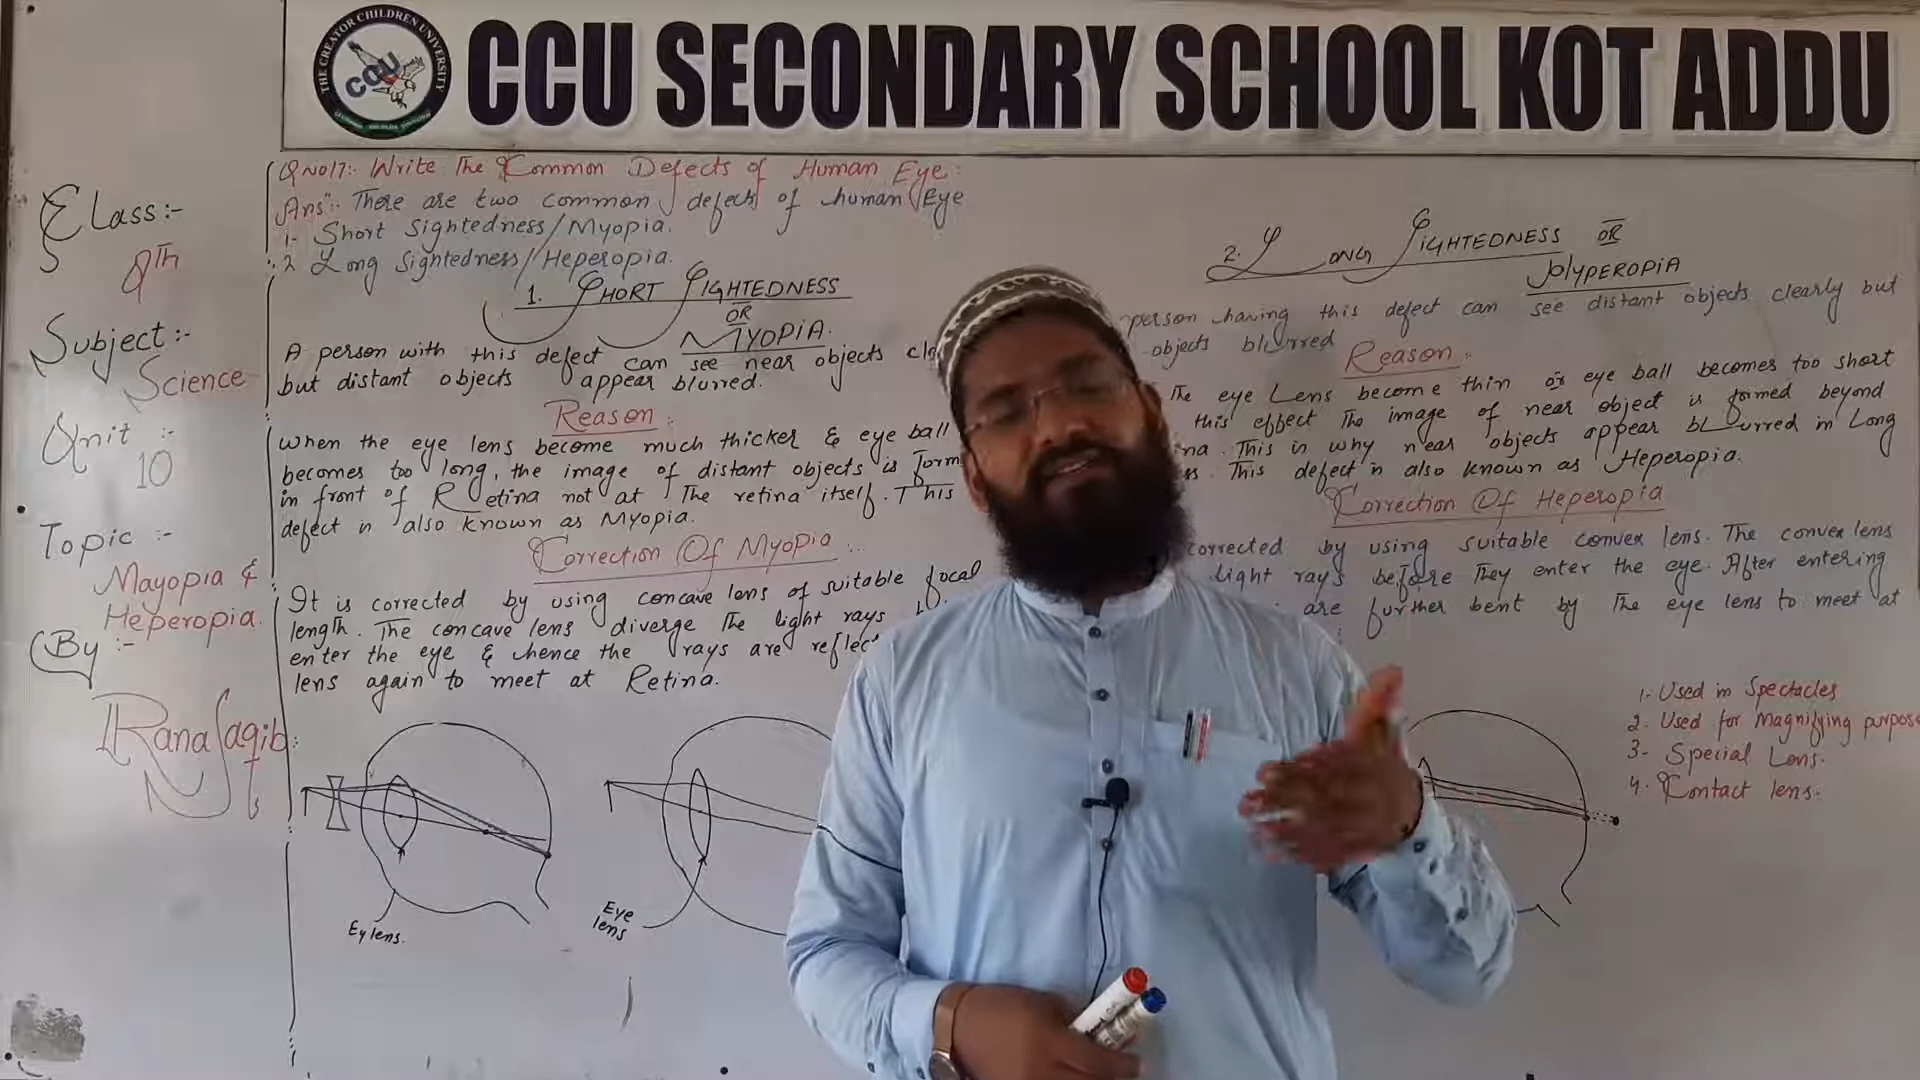 CCU SECONDARY SCHOOL KOT ADDU
THE CREATOR CHILDREN UNIVERSITY
CCU
Class:-
8th
Subject:-
Science
Unit :-
10
Topic :-
Mayopia &
Heperopia.
By :-
Rana Saqib
Q No17:- Write The Common Defects of Human Eye:
Ans:- There are two common defects of human Eye
1- Short Sightedness/Myopia.
2 Long Sightedness/Heperopia.
1. SHORT SIGHTEDNESS
OR
MYOPIA.
A person with this defect can see near objects
but distant objects appear blurred.
Reason :
When the eye lens become much thicker & eye ball
becomes too long, the image of distant objects is form
in front of Retina not at The retina itself. This
defect in also known as Myopia.
Correction Of Myopia
It is corrected by using concave lens of suitable focal
length. The concave lens diverge The light rays
enter the eye & hence the rays are reflec
lens again to meet at Retina.
Ey lens.
Eye
lens
2. LONG SIGHTEDNESS OR
HYPEROPIA
person having this defect can see distant objects clearly but
objects blurred
Reason :
The eye Lens become thin or eye ball becomes too short
this effect The image of near object is formed beyond
na. This in why near objects appear blurred in Long
ss. This defect in also known as Heperopia.
Correction Of Heperopia
corrected by using suitable convex lens. The convex lens
light rays before They enter the eye. After entering
are further bent by The eye lens to meet at
1- Used in Spectacles
2- Used for Magnifying purpose
3- Special Lens.
4- Contact lens.